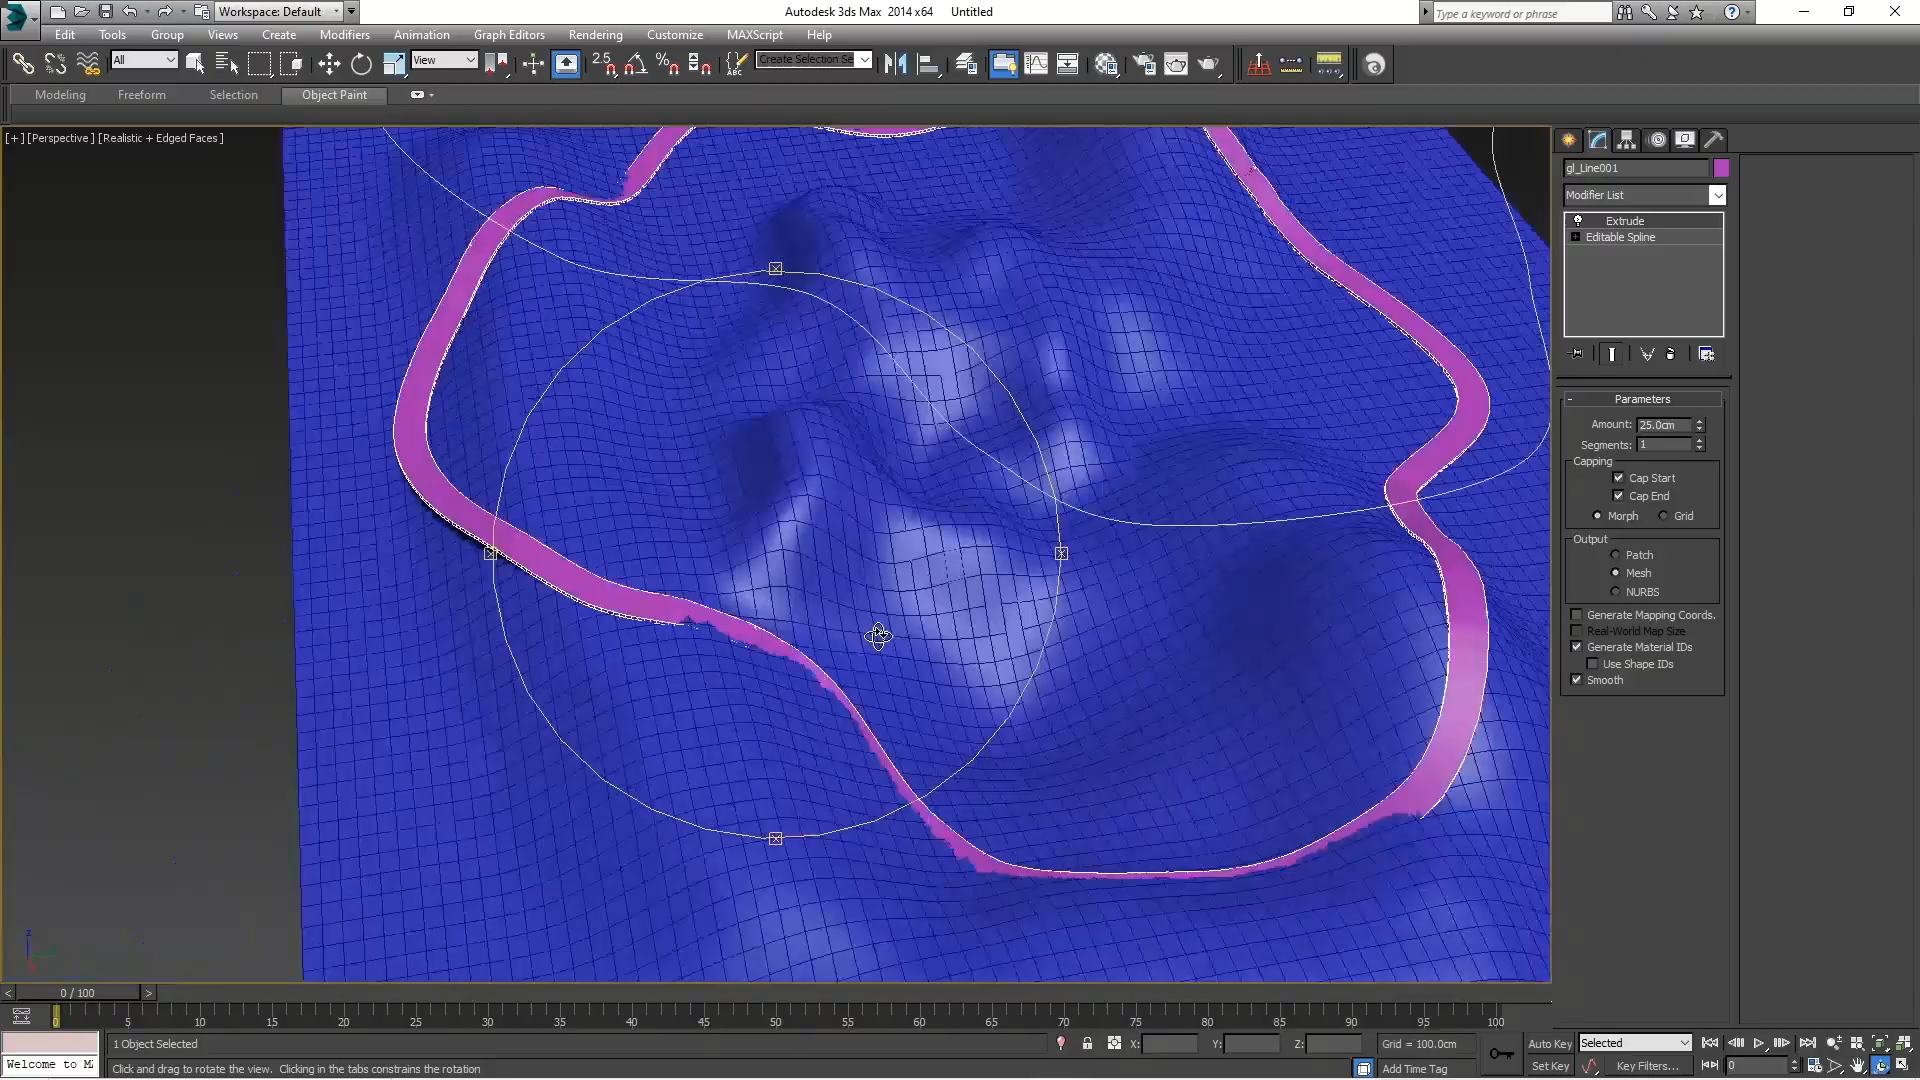 Workspace: Default
Autodesk 3ds Max 2014 x64 Untitled
Type a keyword or phrase
Edit Tools Group Views Create Modifiers Animation Graph Editors Rendering Customize MAXScript Help
All
View
2.5
Create Selection Se
Modeling Freeform Selection Object Paint
[+] [Perspective] [Realistic + Edged Faces]
gl_Line001
Modifier List
Extrude
Editable Spline
Parameters
Amount: 25.0cm
Segments: 1
Capping
Cap Start
Cap End
Morph Grid
Output
Patch
Mesh
NURBS
Generate Mapping Coords.
Real-World Map Size
Generate Material IDs
Use Shape IDs
Smooth
z
< 0 / 100 >
0 5 10 15 20 25 30 35 40 45 50 55 60 65 70 75 80 85 90 95 100
1 Object Selected
X: Y: Z: Grid = 100.0cm
Auto Key Selected
Welcome to M
Click and drag to rotate the view. Clicking in the tabs constrains the rotation
Add Time Tag
Set Key Key Filters... 0